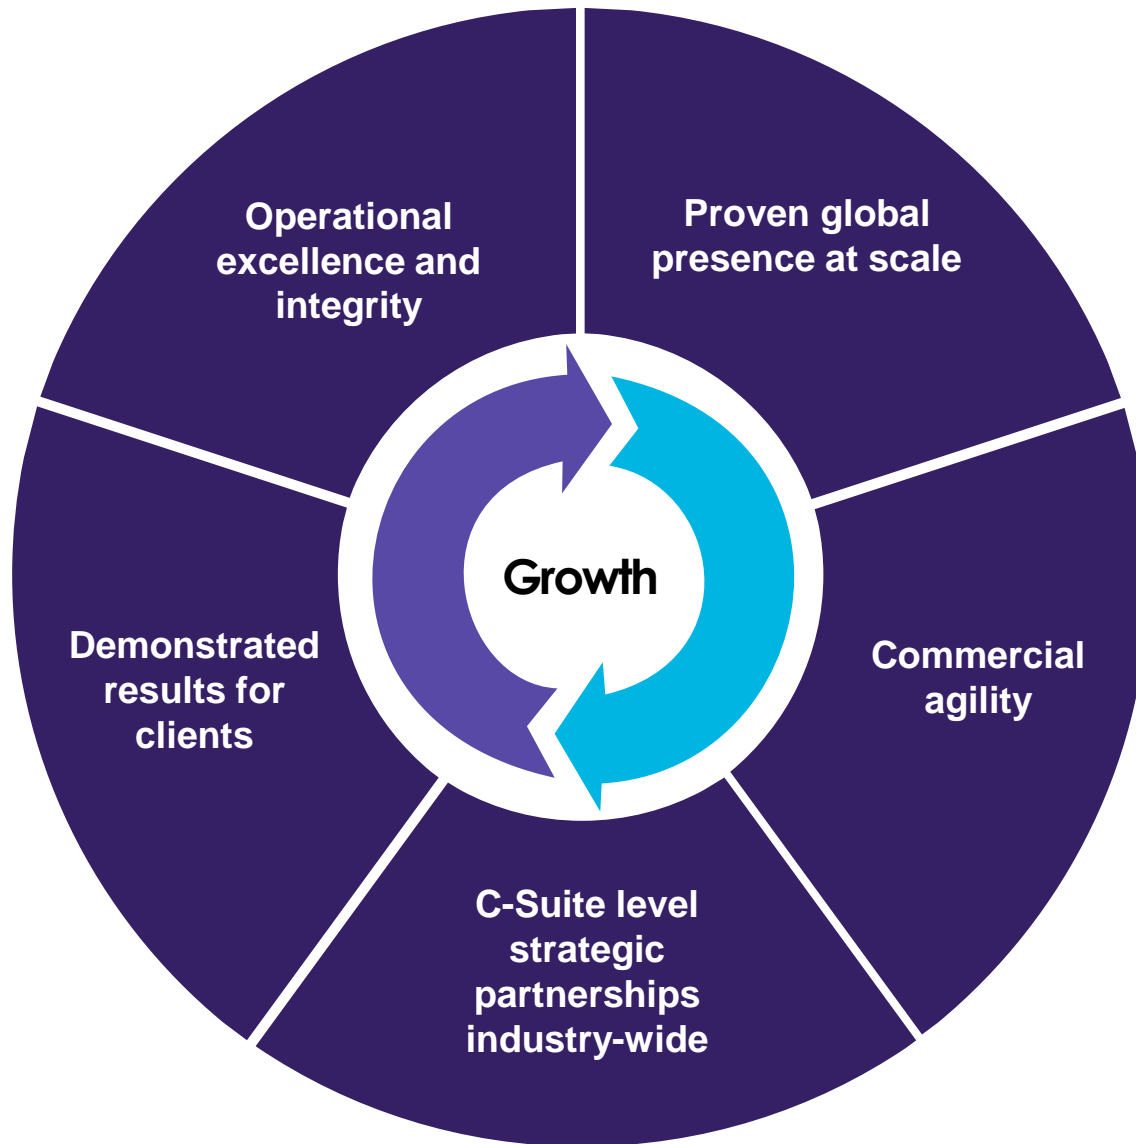 Operational
excellence and
integrity
Proven global
presence at scale
Growth
Demonstrated
results for
clients
Commercial
agility
C-Suite level
strategic
partnerships
industry-wide